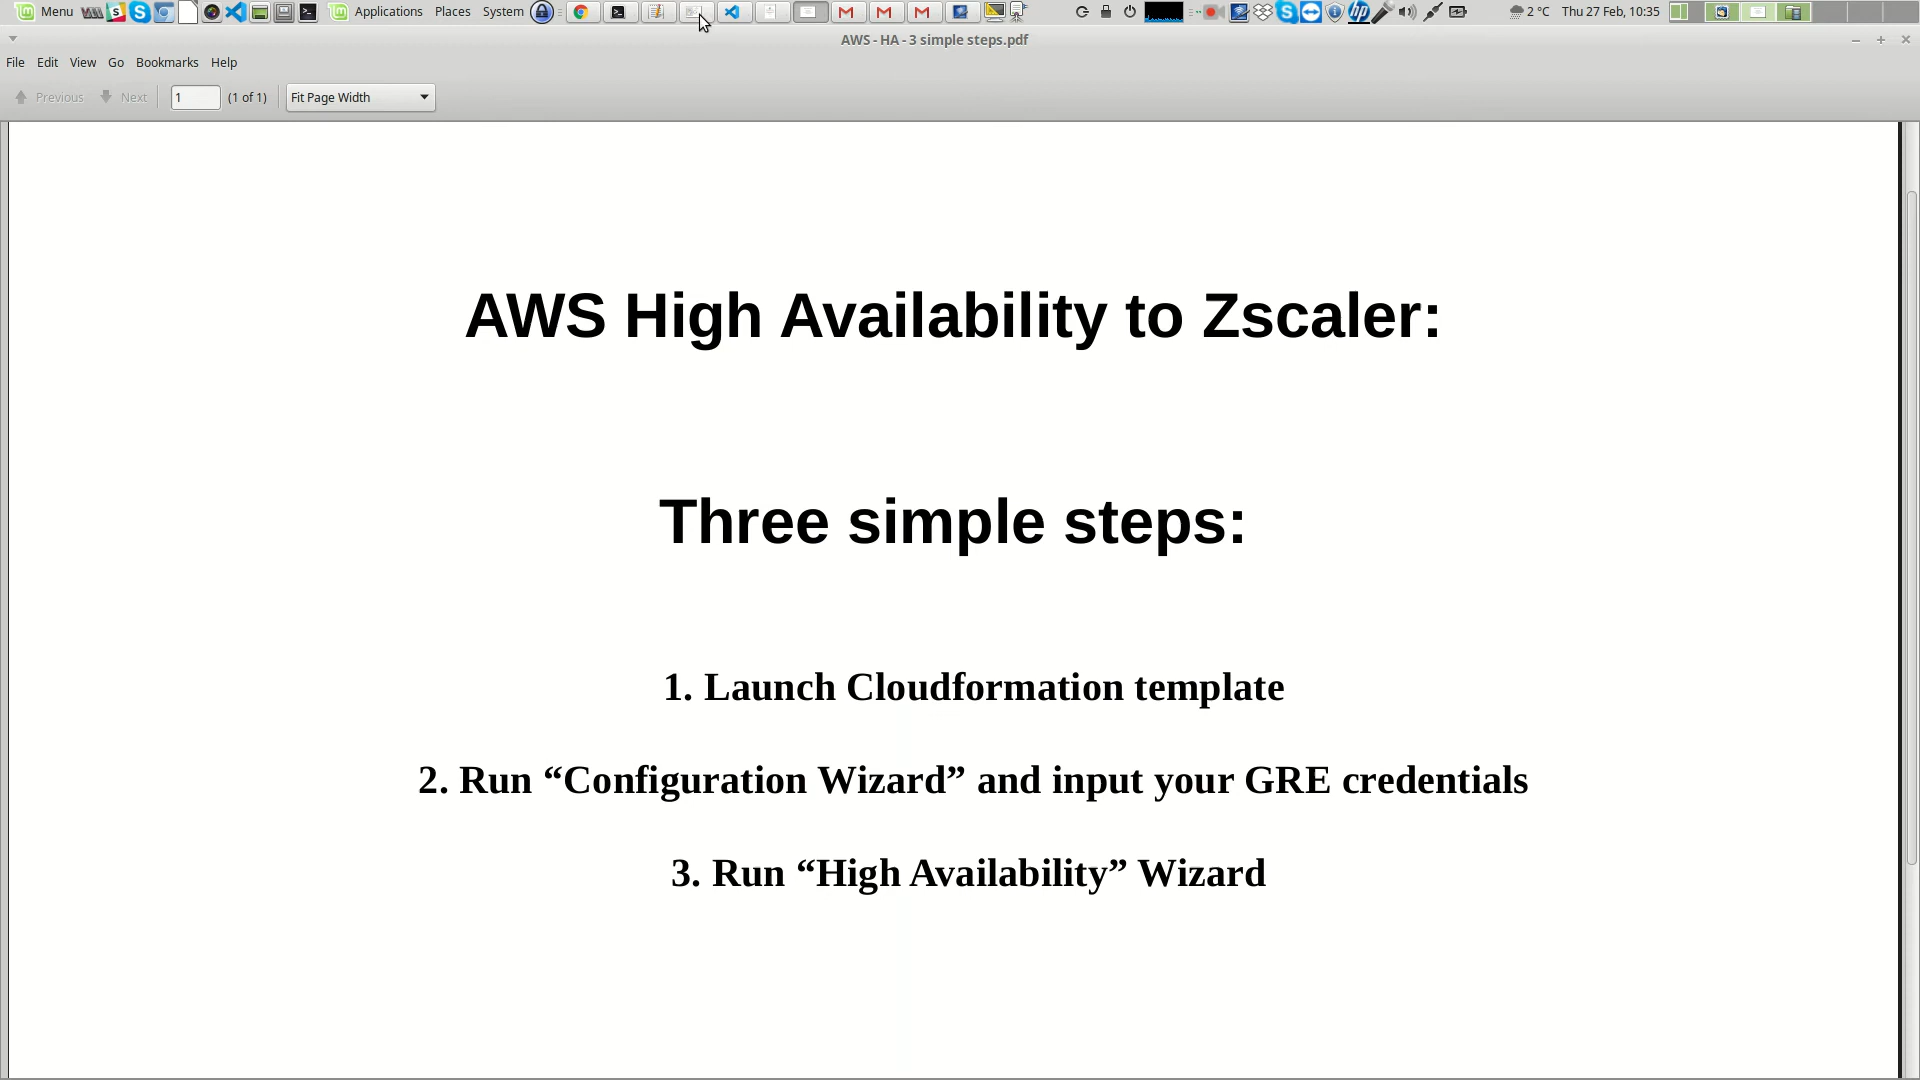 Menu Applications Places System 2 °C Thu 27 Feb, 10:35
AWS - HA - 3 simple steps.pdf
File Edit View Go Bookmarks Help
Previous Next 1 (1 of 1) Fit Page Width
AWS High Availability to Zscaler:
Three simple steps:
1. Launch Cloudformation template
2. Run “Configuration Wizard” and input your GRE credentials
3. Run “High Availability” Wizard